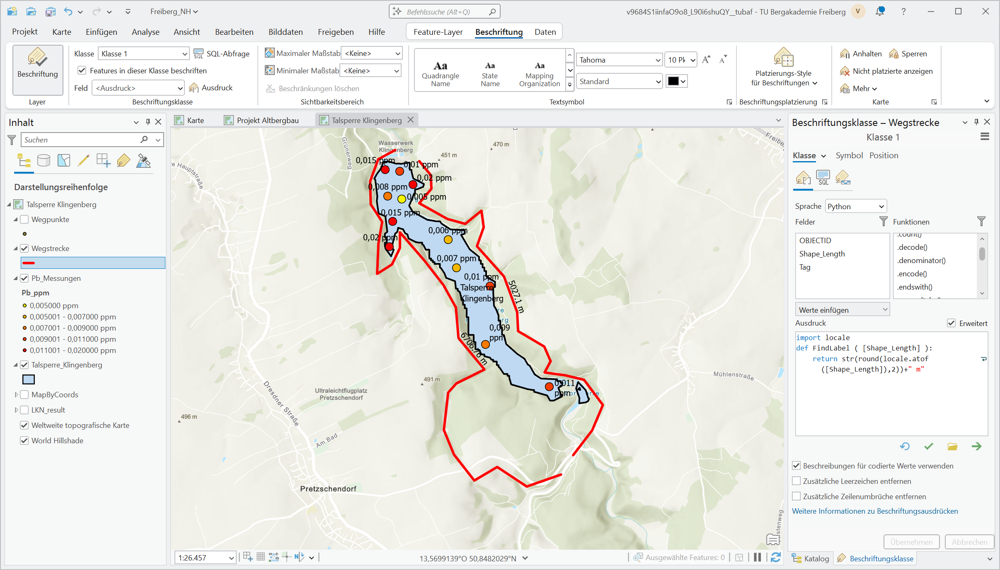 Freiberg_NH
Befehlssuche (Alt+Q)
v9684S1iinfaO9o8_L90i6shuQY__tubaf - TU Bergakademie Freiberg
V
?
Projekt
Karte
Einfügen
Analyse
Ansicht
Bearbeiten
Bilddaten
Freigeben
Hilfe
Feature-Layer
Beschriftung
Daten
Beschriftung
Layer
Klasse
Klasse 1
SQL
SQL-Abfrage
Features in dieser Klasse beschriften
Feld
<Ausdruck>
Ausdruck
Beschriftungsklasse
Maximaler Maßstab
<Keine>
Minimaler Maßstab
<Keine>
Beschränkungen löschen
Sichtbarkeitsbereich
Aa
Quadrangle
Name
Aa
State
Name
Aa
Mapping
Organization
Tahoma
10 Pk
Standard
Textsymbol
Platzierungs-Style
für Beschriftungen
Beschriftungsplatzierung
Anhalten
Sperren
Nicht platzierte anzeigen
Mehr
Karte
Inhalt
Suchen
Darstellungsreihenfolge
Talsperre Klingenberg
Wegpunkte
Wegstrecke
Pb_Messungen
Pb_ppm
0,005000 ppm
0,005001 - 0,007000 ppm
0,007001 - 0,009000 ppm
0,009001 - 0,011000 ppm
0,011001 - 0,020000 ppm
Talsperre_Klingenberg
MapByCoords
LKN_result
Weltweite topografische Karte
World Hillshade
Karte
Projekt Altbergbau
Talsperre Klingenberg
Grünerweg
Wasserwerk
Klingenberg
470 m
451 m
Freiber
re Hauptstraße
0,015 ppm
0,01 ppm
0,02 ppm
0,008 ppm
0,005 ppm
0,015 ppm
0,006 ppm
0,02 ppm
0,007 ppm
0,01 ppm
Talsperre
Klingenberg
5027.1 m
0,009
ppm
6706.76 m
0,011
ppm
491 m
Mühlenstraße
Ultraleichtflugplatz
Pretzschendorf
Dresdner Straße
496 m
Am Bad
Pretzschendorf
stenweg
1:26.457
13,5699139°O 50,8482029°N
Ausgewählte Features: 0
Beschriftungsklasse – Wegstrecke
Klasse 1
Klasse
Symbol
Position
SQL
Sprache
Python
Felder
Funktionen
OBJECTID
Shape_Length
Tag
.count()
.decode()
.denominator()
.encode()
.endswith()
Werte einfügen
Ausdruck
Erweitert
import locale
def FindLabel ( [Shape_Length] ):
return str(round(locale.atof
([Shape_Length]),2))+" m"
Beschreibungen für codierte Werte verwenden
Zusätzliche Leerzeichen entfernen
Zusätzliche Zeilenumbrüche entfernen
Weitere Informationen zu Beschriftungsausdrücken
Übernehmen
Abbrechen
Katalog
Beschriftungsklasse